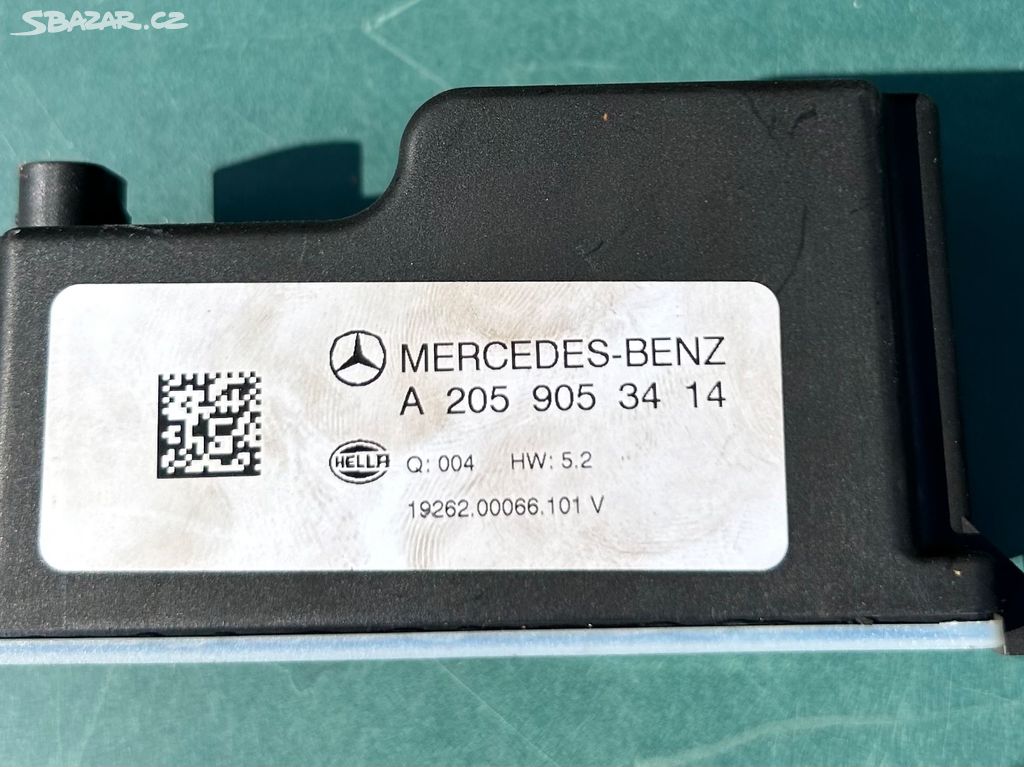 SBAZAR.CZ
MERCEDES-BENZ
A 205 905 34 14
HELLA
Q: 004 HW: 5.2
19262.00066.101 V